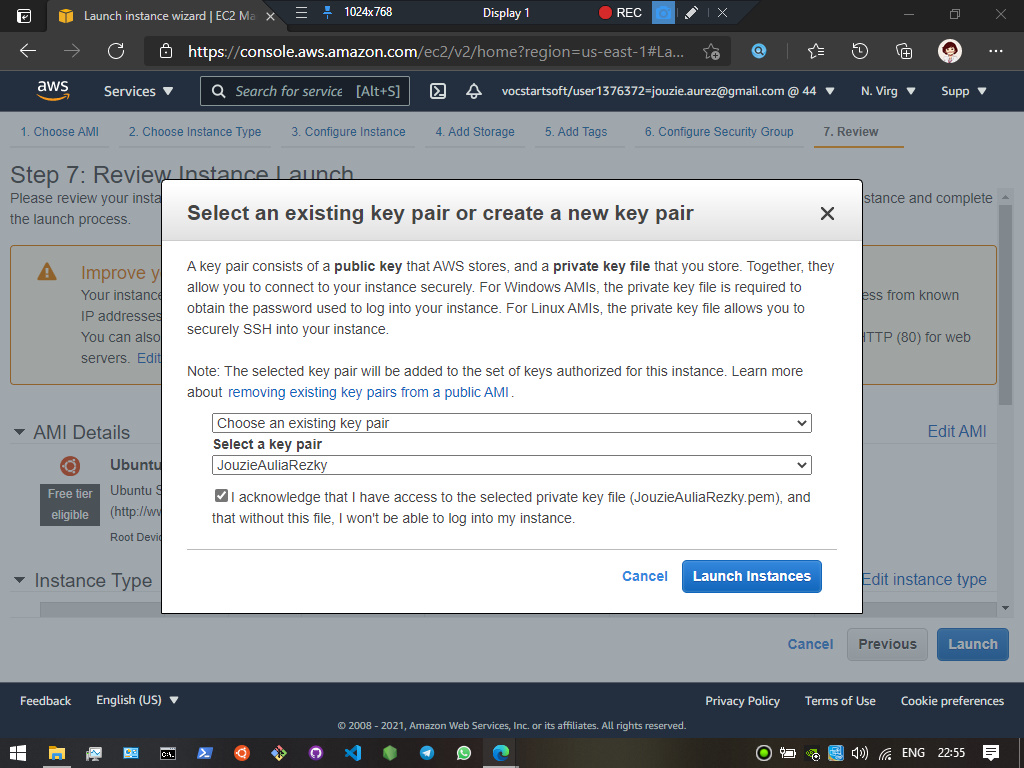 Launch instance wizard | EC2 Ma
1024x768
Display 1
REC
https://console.aws.amazon.com/ec2/v2/home?region=us-east-1#La...
aws
Services
Search for service
[Alt+S]
vocstartsoft/user1376372=jouzie.aurez@gmail.com @ 44
N. Virg
Supp
1. Choose AMI
2. Choose Instance Type
3. Configure Instance
4. Add Storage
5. Add Tags
6. Configure Security Group
7. Review
Step 7: Review Instance Launch
Please review your insta
stance and complete
the launch process.
Improve y
Your instance
ess from known
IP addresses
You can also
HTTP (80) for web
servers. Edit
Select an existing key pair or create a new key pair
A key pair consists of a public key that AWS stores, and a private key file that you store. Together, they
allow you to connect to your instance securely. For Windows AMIs, the private key file is required to
obtain the password used to log into your instance. For Linux AMIs, the private key file allows you to
securely SSH into your instance.
Note: The selected key pair will be added to the set of keys authorized for this instance. Learn more
about removing existing key pairs from a public AMI.
Choose an existing key pair
Select a key pair
JouzieAuliaRezky
I acknowledge that I have access to the selected private key file (JouzieAuliaRezky.pem), and
that without this file, I won't be able to log into my instance.
Cancel
Launch Instances
AMI Details
Edit AMI
Free tier
eligible
Ubuntu
Ubuntu S
(http://ww
Root Devic
Instance Type
Edit instance type
Cancel
Previous
Launch
Feedback
English (US)
Privacy Policy
Terms of Use
Cookie preferences
© 2008 - 2021, Amazon Web Services, Inc. or its affiliates. All rights reserved.
ENG
22:55